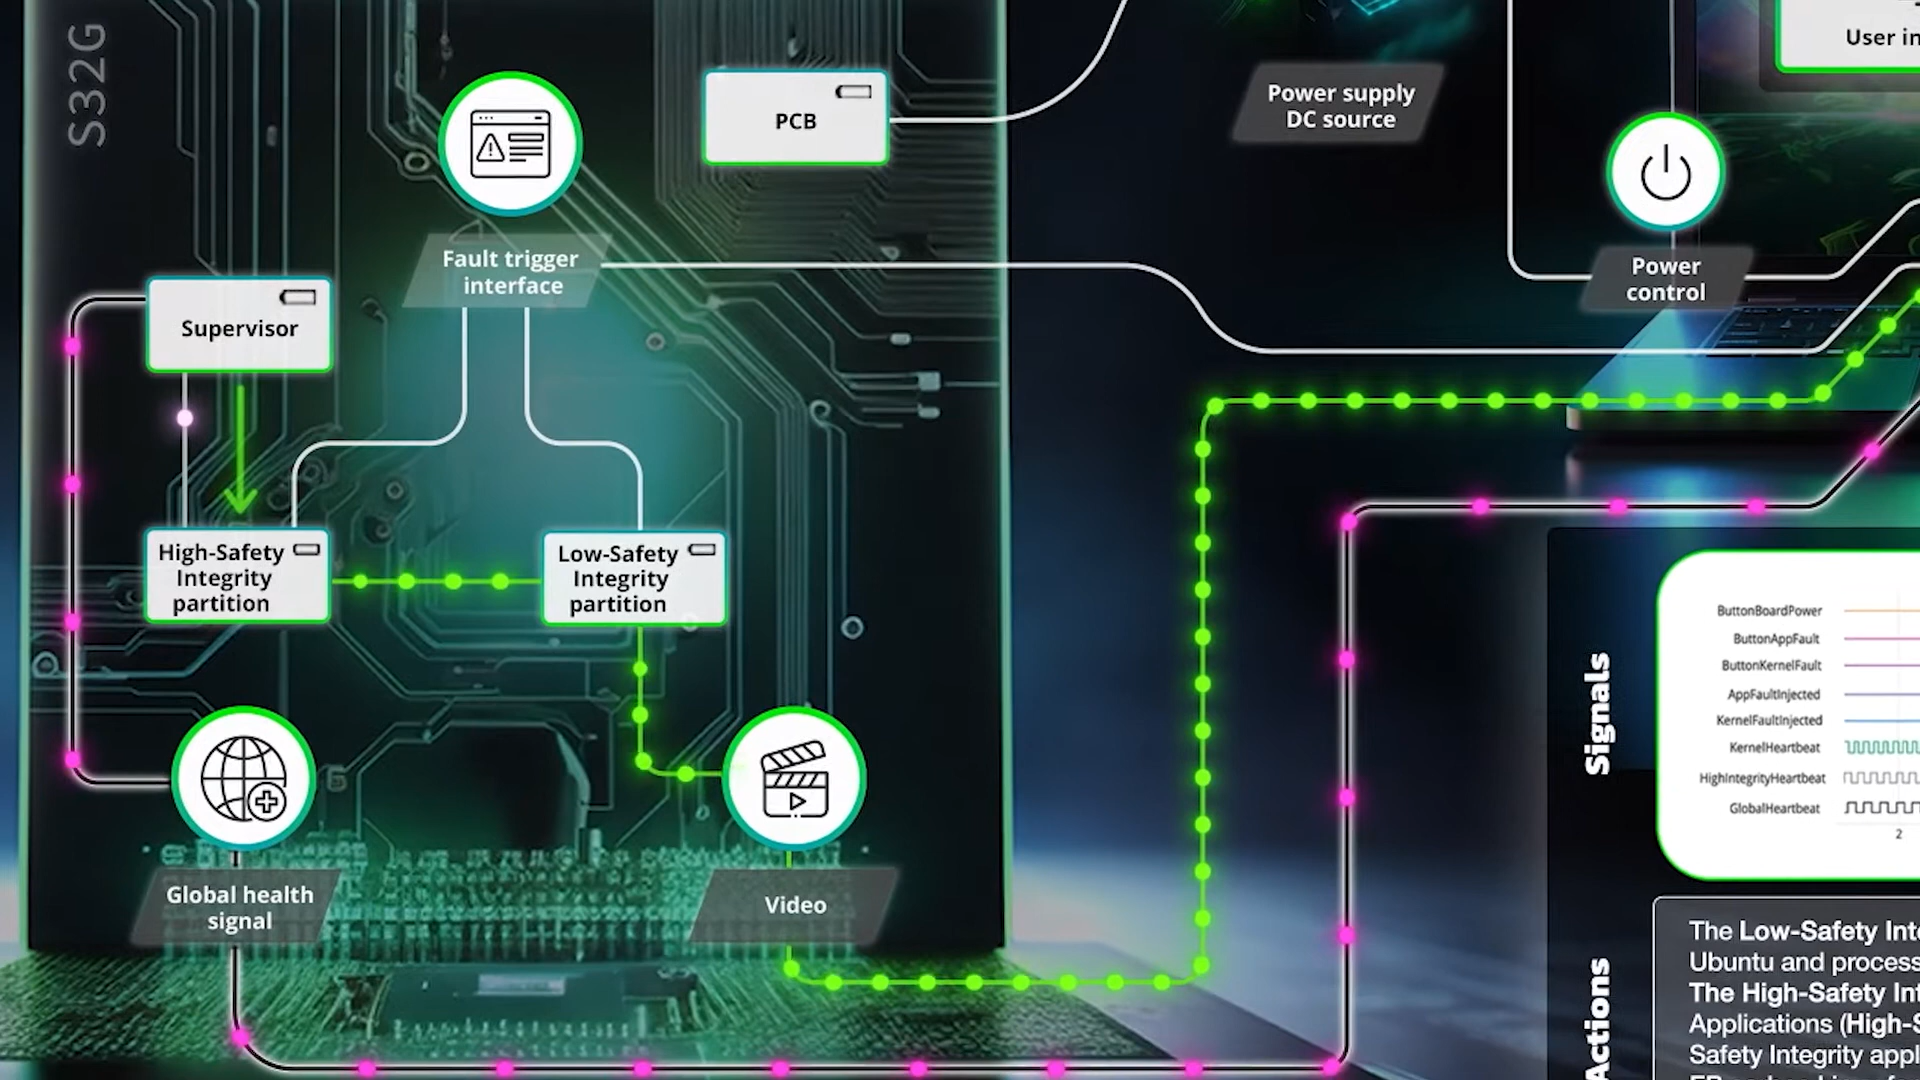 S32G
PCB
Power supply
DC source
User in
Fault trigger
interface
Power
control
Supervisor
High-Safety
Integrity
partition
Low-Safety
Integrity
partition
Global health
signal
Video
Signals
ButtonBoardPower
ButtonAppFault
ButtonKernelFault
AppFaultInjected
KernelFaultInjected
KernelHeartbeat
HighIntegrityHeartbeat
GlobalHeartbeat
2
Actions
The Low-Safety Inte
Ubuntu and process
The High-Safety Int
Applications (High-S
Safety Integrity appl